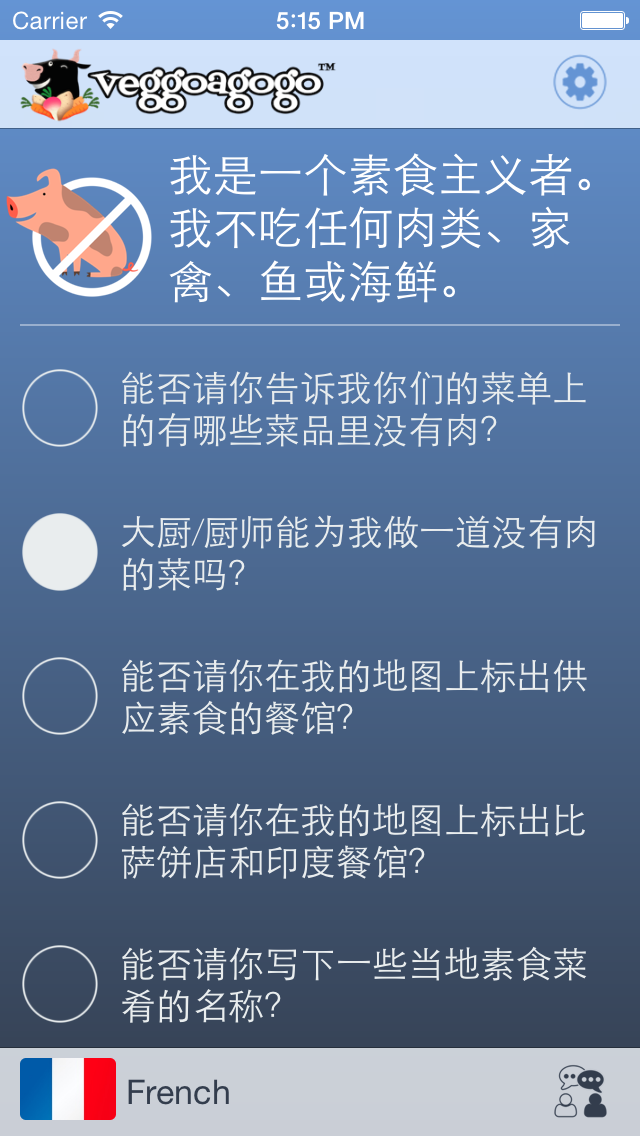 Carrier
5:15 PM
veggoagogo™
我是一个素食主义者。
我不吃任何肉类、家
禽、鱼或海鲜。
能否请你告诉我你们的菜单上
的有哪些菜品里没有肉?
大厨/厨师能为我做一道没有肉
的菜吗?
能否请你在我的地图上标出供
应素食的餐馆?
能否请你在我的地图上标出比
萨饼店和印度餐馆?
能否请你写下一些当地素食菜
肴的名称?
French